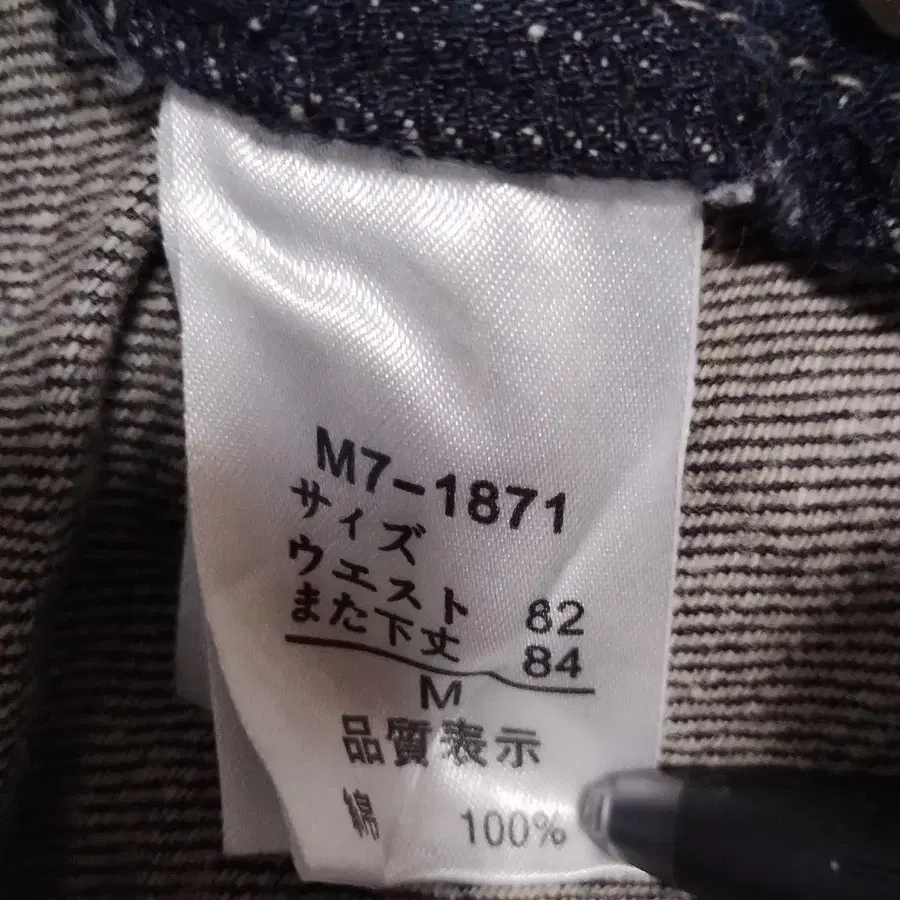 M7-1871
サイズ
ウエスト 82
また下丈 84
M
品質表示
綿 100%